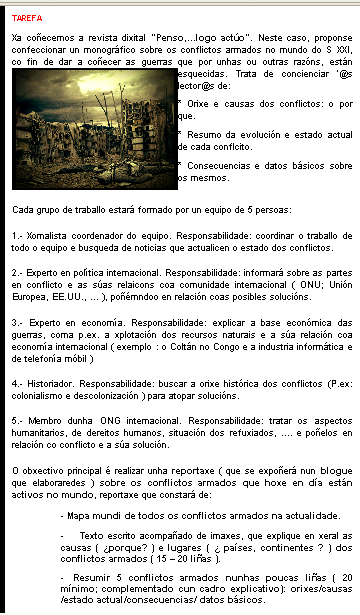 TAREFA
Xa coñecemos a revista dixital "Penso,...logo actúo". Neste caso, proponse
confeccionar un monográfico sobre os conflictos armados no mundo do S XXI,
co fin de dar a coñecer as guerras que por unhas ou outras razóns, están
esquecidas. Trata de concienciar '@s
lector@s de:
* Orixe e causas dos conflictos: o por
que.
* Resumo da evolución e estado actual
de cada conflcito.
* Consecuencias e datos básicos sobre
os mesmos.
Cada grupo de traballo estará formado por un equipo de 5 persoas:
1.- Xornalista coordenador do equipo. Responsabilidade: coordinar o traballo de
todo o equipo e busqueda de noticias que actualicen o estado dos conflictos.
2.- Experto en política internacional. Responsabilidade: informará sobre as partes
en conflicto e as súas relaicons coa comunidade internacional ( ONU; Unión
Europea, EE.UU., ... ), poñémndoo en relación coas posibles solucións.
3.- Experto en economía. Responsabilidade: explicar a base económica das
guerras, coma p.ex. a xplotación dos recursos naturais e a súa relación coa
economía internacional ( exemplo : o Coltán no Congo e a industria informática e
de telefonía móbil )
4.- Historiador. Responsabilidade: buscar a orixe histórica dos conflictos (P.ex:
colonialismo e descolonización ) para atopar solucións.
5.- Membro dunha ONG internacional. Responsabilidade: tratar os aspectos
humanitarios, de dereitos humanos, situación dos refuxiados, .... e poñelos en
relación co conflicto e a súa solución.
O obxectivo principal é realizar unha reportaxe ( que se expoñerá nun blogue
que elaboraredes ) sobre os conflictos armados que hoxe en día están
activos no mundo, reportaxe que constará de:
- Mapa mundi de todos os conflictos armados na actualidade.
- Texto escrito acompañado de imaxes, que explique en xeral as
causas ( ¿porque? ) e lugares ( ¿ países, continentes ? ) dos
conflictos armados ( 15 – 20 liñas ).
- Resumir 5 conflictos armados nunhas poucas liñas ( 20
mínimo; complementado cun cadro explicativo): orixes/causas
/estado actual/consecuencias/ datos básicos.